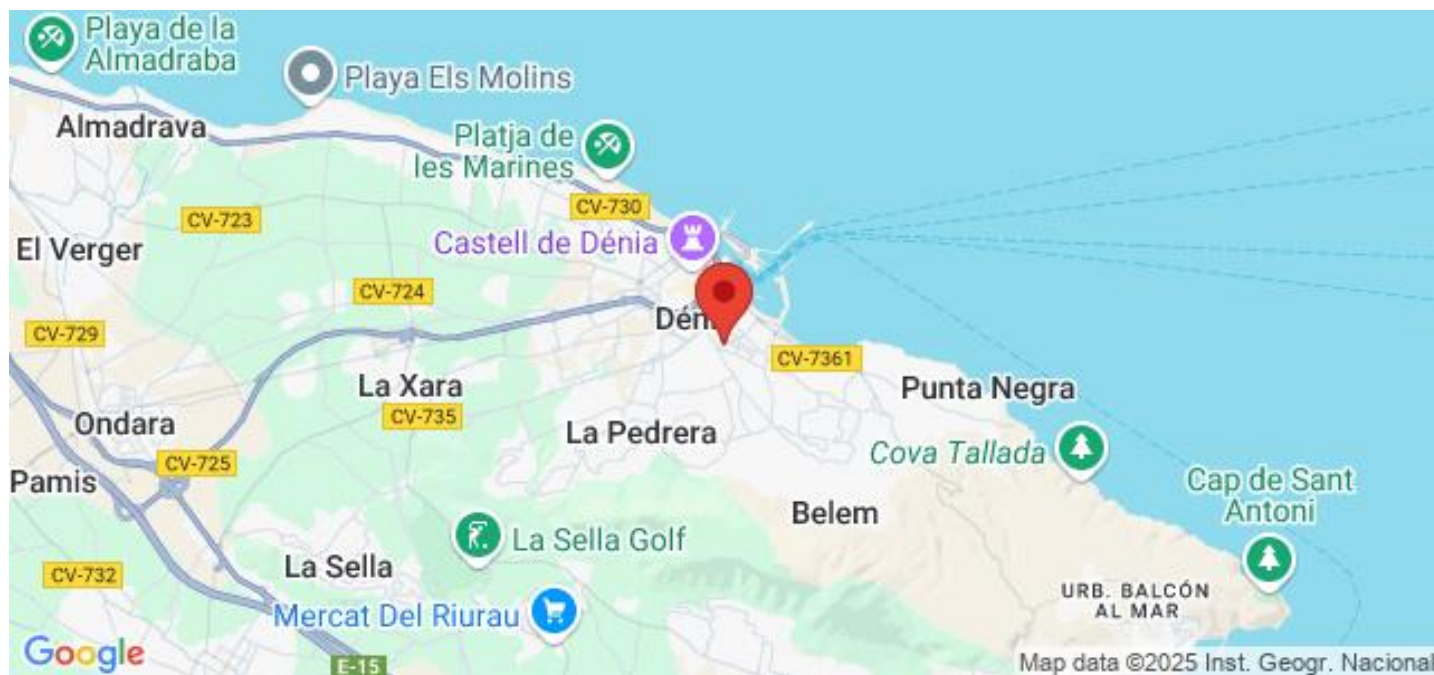 Playa de la
Almadraba
Playa Els Molins
Almadrava
Platja de
les Marines
CV-730
CV-723
Castell de Dénia
El Verger
CV-724
CV-729
CV-7361
La Xara
Punta Negra
CV-735
Ondara
La Pedrera
Cova Tallada
CV-725
Pamis
Cap de Sant
Antoni
Belem
La Sella Golf
La Sella
CV-732
URB. BALCÓN
AL MAR
Mercat Del Riurau
Google
E-15
Map data ©2025 Inst. Geogr. Nacional